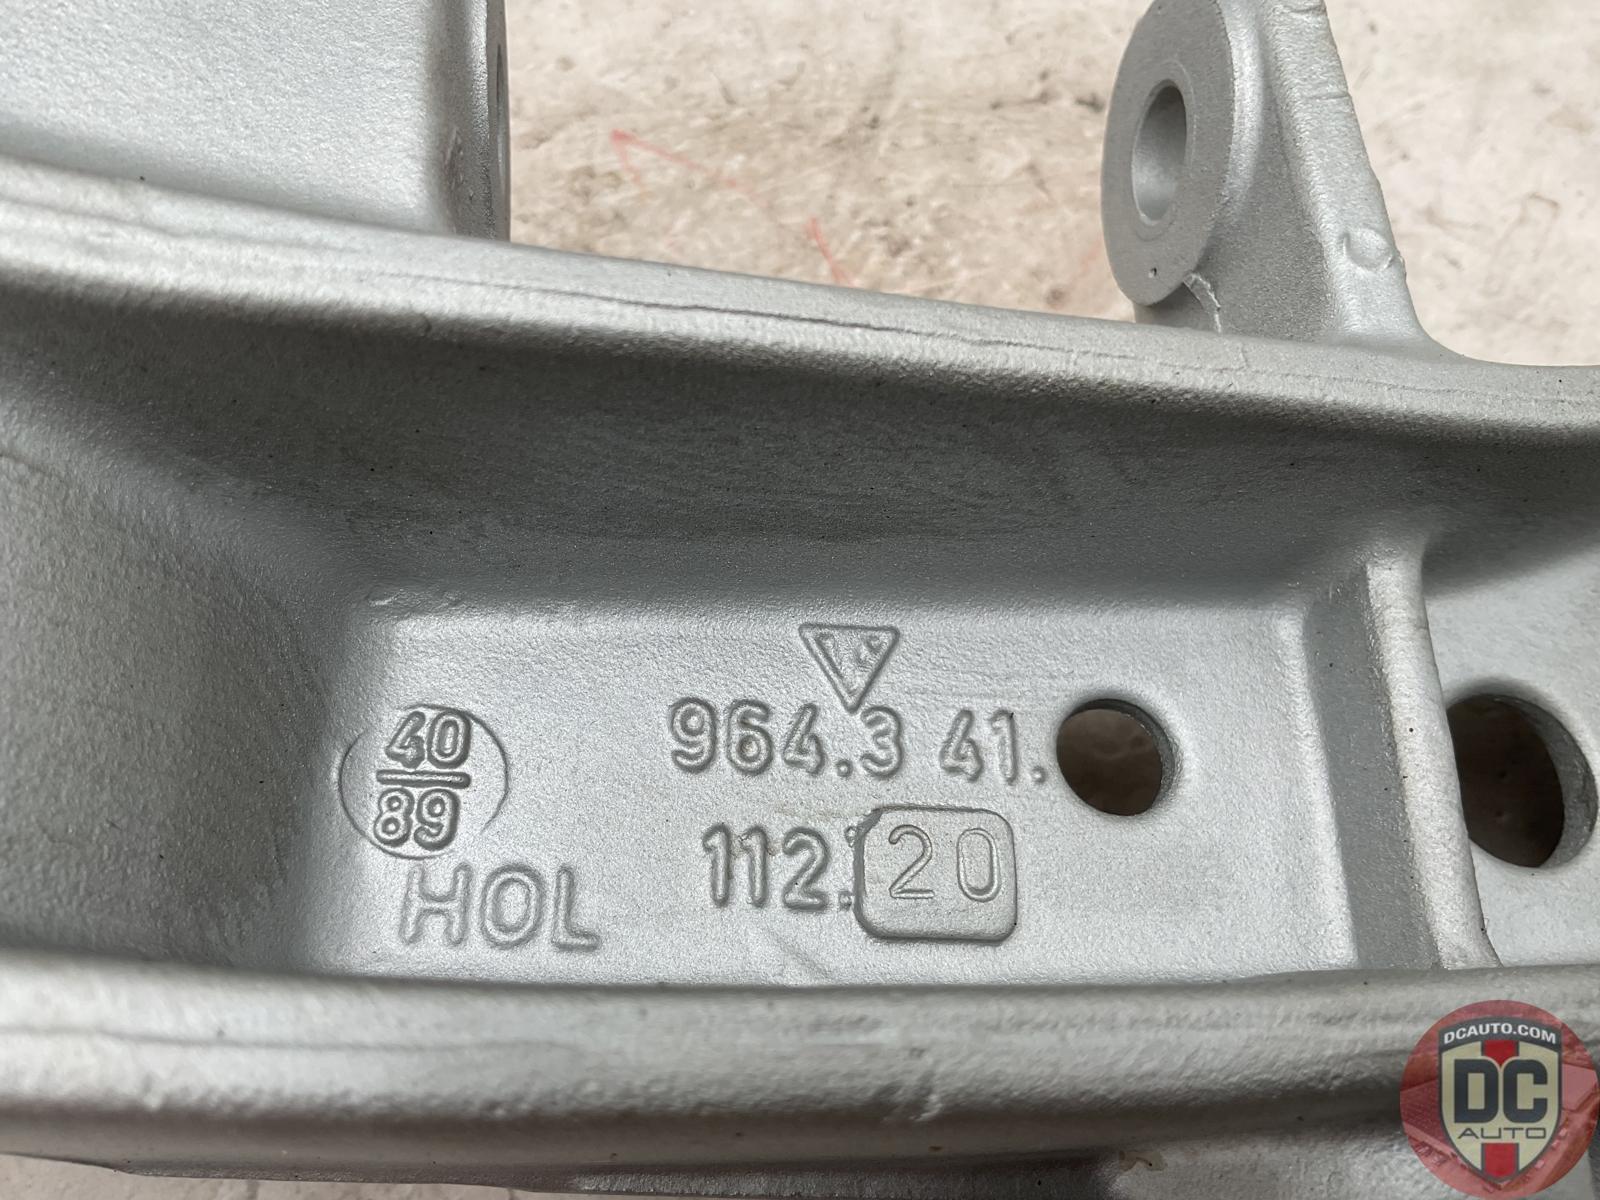 964.3 41.
112.20
40
89
HOL
DCAUTO.COM
DC
AUTO